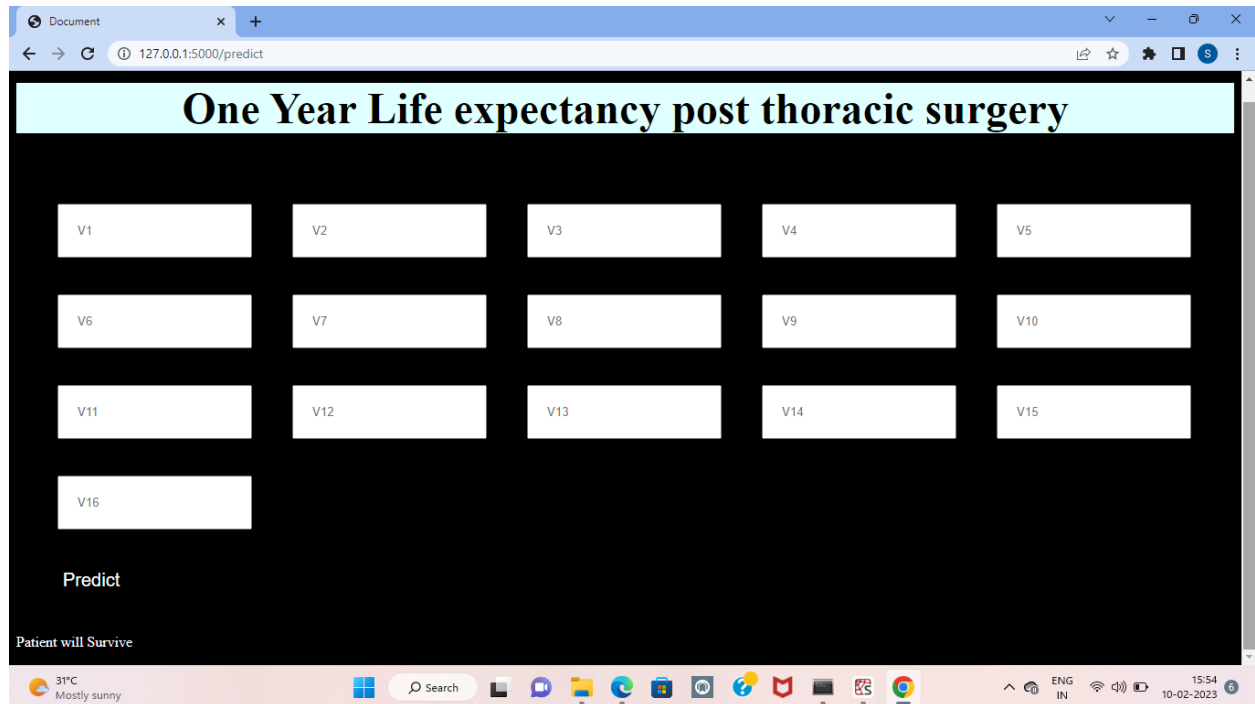 Document
127.0.0.1:5000/predict
S
One Year Life expectancy post thoracic surgery
V1 V2 V3 V4 V5
V6 V7 V8 V9 V10
V11 V12 V13 V14 V15
V16
Predict
Patient will Survive
31°C
Mostly sunny
Search
ENG
IN
15:54
10-02-2023
6